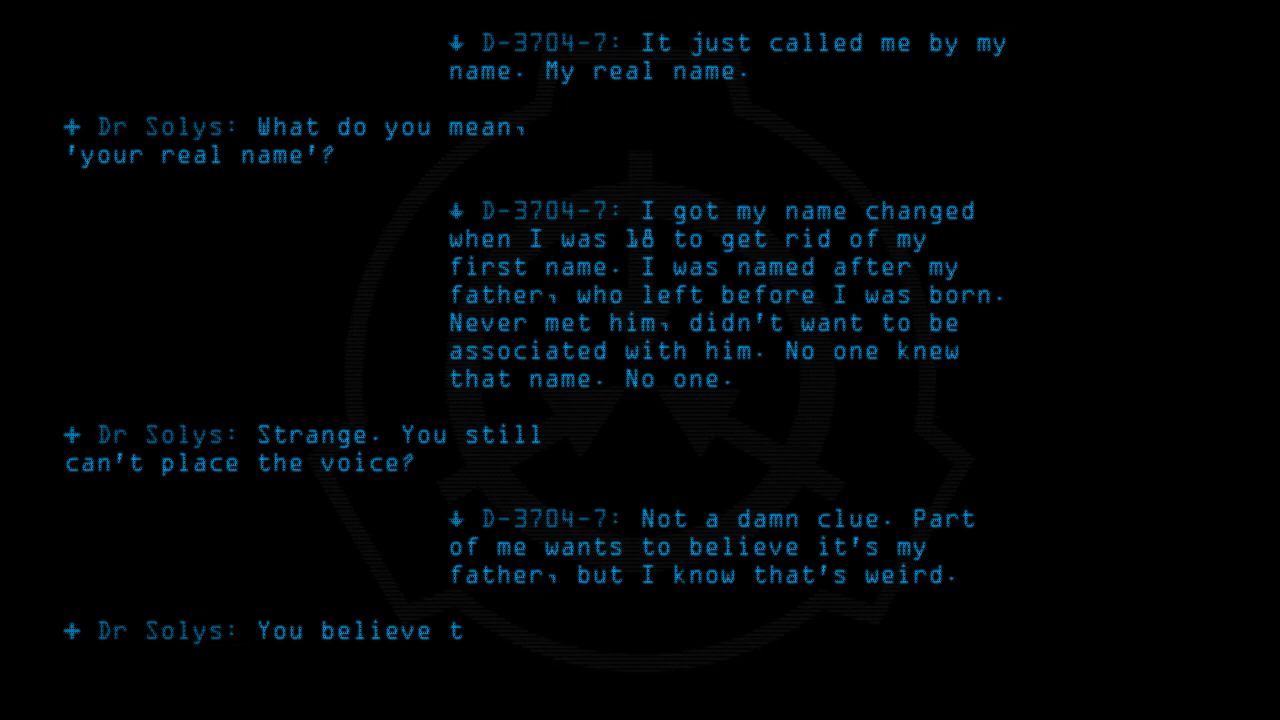 ↓ D-3704-7: It just called me by my
name. My real name.
+ Dr Solys: What do you mean,
'your real name'?
↓ D-3704-7: I got my name changed
when I was 18 to get rid of my
first name. I was named after my
father, who left before I was born.
Never met him, didn't want to be
associated with him. No one knew
that name. No one.
+ Dr Solys: Strange. You still
can't place the voice?
↓ D-3704-7: Not a damn clue. Part
of me wants to believe it's my
father, but I know that's weird.
+ Dr Solys: You believe t